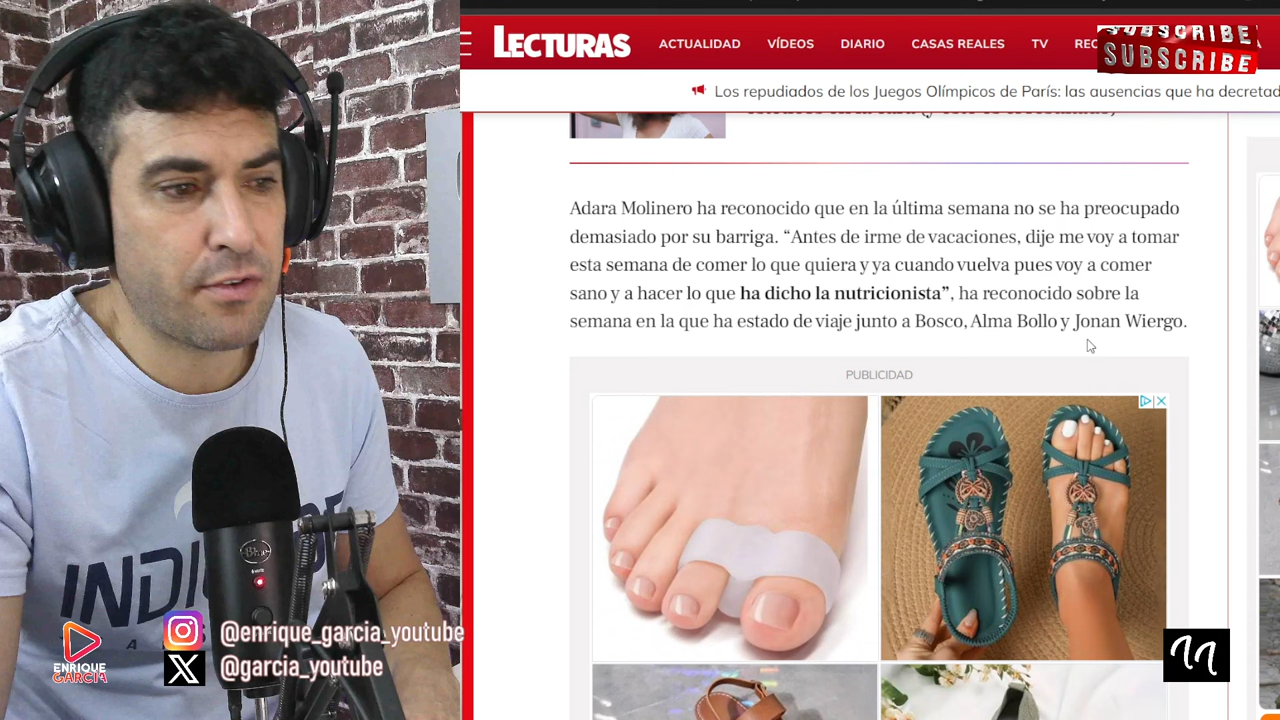 LECTURAS
ACTUALIDAD VÍDEOS DIARIO CASAS REALES TV
SUBSCRIBE
SUBSCRIBE
Los repudiados de los Juegos Olímpicos de París: las ausencias que ha decretad
Adara Molinero ha reconocido que en la última semana no se ha preocupado
demasiado por su barriga. “Antes de irme de vacaciones, dije me voy a tomar
esta semana de comer lo que quiera y ya cuando vuelva pues voy a comer
sano y a hacer lo que ha dicho la nutricionista”, ha reconocido sobre la
semana en la que ha estado de viaje junto a Bosco, Alma Bollo y Jonan Wiergo.
PUBLICIDAD
Blue
INDI
@enrique_garcia_youtube
@garcia_youtube
ENRIQUE
GARCIA